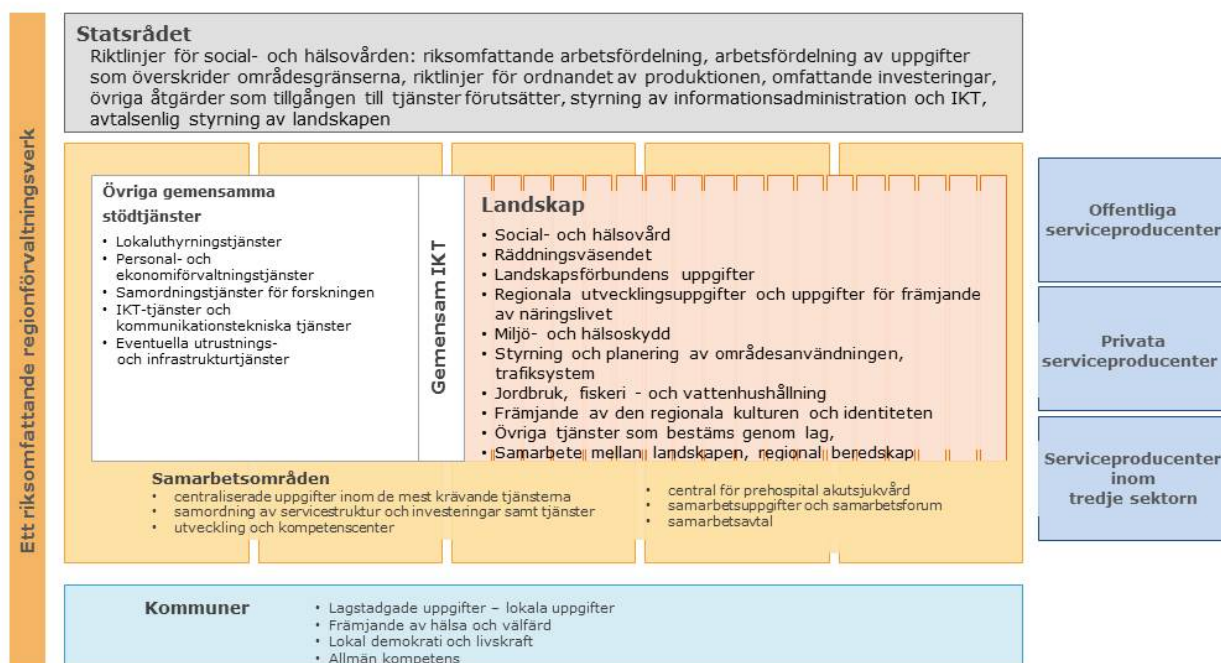 Ett riksomfattande regionförvaltningsverk
Statsrådet
Riktlinjer för social- och hälsovården: riksomfattande arbetsfördelning, arbetsfördelning av uppgifter
som överskrider områdesgränserna, riktlinjer för ordnandet av produktionen, omfattande investeringar,
övriga åtgärder som tillgången till tjänster förutsätter, styrning av informationsadministration och IKT,
avtalsenlig styrning av landskapen
Övriga gemensamma
stödtjänster
• Lokaluthyrningstjänster
• Personal- och
ekonomiförvaltningstjänster
• Samordningstjänster för forskningen
• IKT-tjänster och
kommunikationstekniska tjänster
• Eventuella utrustnings-
och infrastrukturtjänster
Gemensam IKT
Landskap
• Social- och hälsovård
• Räddningsväsendet
• Landskapsförbundens uppgifter
• Regionala utvecklingsuppgifter och uppgifter för främjande
av näringslivet
• Miljö- och hälsoskydd
• Styrning och planering av områdesanvändningen,
trafiksystem
• Jordbruk, fiskeri - och vattenhushållning
• Främjande av den regionala kulturen och identiteten
• Övriga tjänster som bestäms genom lag,
• Samarbete mellan landskapen, regional beredskap
Samarbetsområden
• centraliserade uppgifter inom de mest krävande tjänsterna
• samordning av servicestruktur och investeringar samt tjänster
• utveckling och kompetenscenter
• central för prehospital akutsjukvård
• samarbetsuppgifter och samarbetsforum
• samarbetsavtal
Offentliga
serviceproducenter
Privata
serviceproducenter
Serviceproducenter
inom
tredje sektorn
Kommuner
• Lagstadgade uppgifter – lokala uppgifter
• Främjande av hälsa och välfärd
• Lokal demokrati och livskraft
• Allmän kompetens